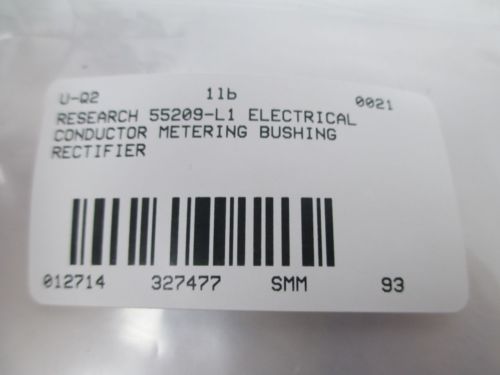 U-Q2 1lb 0021
RESEARCH 55209-L1 ELECTRICAL
CONDUCTOR METERING BUSHING
RECTIFIER
012714 327477 SMM 93